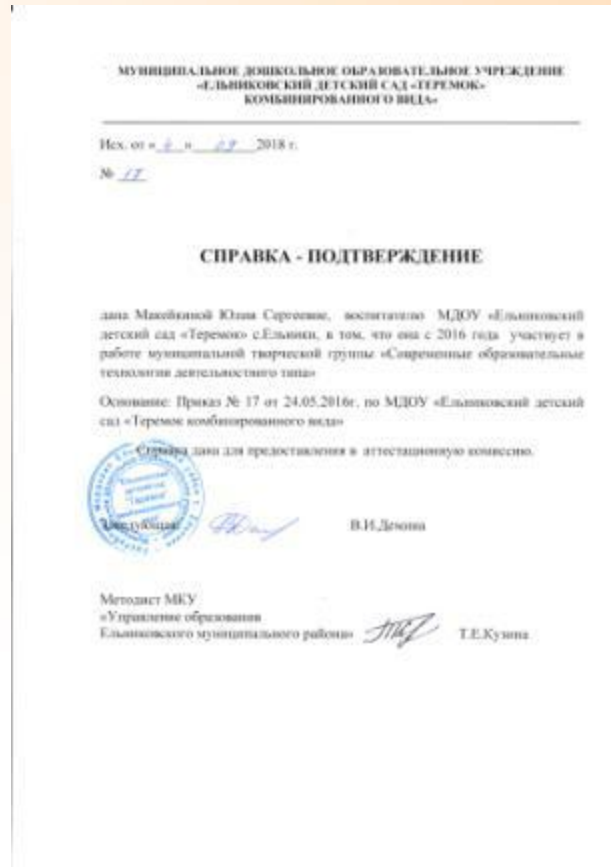 МУНИЦИПАЛЬНОЕ ДОШКОЛЬНОЕ ОБРАЗОВАТЕЛЬНОЕ УЧРЕЖДЕНИЕ
«ЕЛЬНИКОВСКИЙ ДЕТСКИЙ САД «ТЕРЕМОК»
КОМБИНИРОВАННОГО ВИДА»
Исх. от « » 09 2018 г.
№ 17
СПРАВКА - ПОДТВЕРЖДЕНИЕ
дана Макейкиной Юлии Сергеевне, воспитателю МДОУ «Ельниковский
детский сад «Теремок» с.Ельники, в том, что она с 2016 года участвует в
работе муниципальной творческой группы «Современные образовательные
технологии деятельностного типа»
Основание: Приказ № 17 от 24.05.2016г. по МДОУ «Ельниковский детский
сад «Теремок комбинированного вида»
Справка дана для предоставления в аттестационную комиссию.
Заведующая В.И.Демина
Методист МКУ
«Управление образования
Ельниковского муниципального района» Т.Е.Кузина